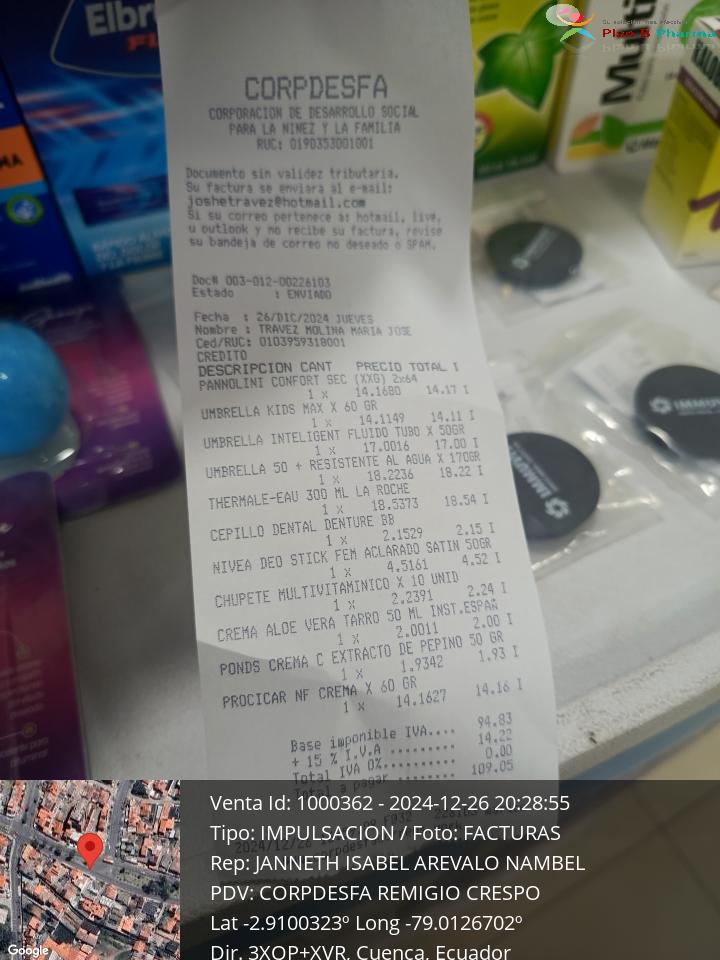 Su solución más efectiva
Plan B Pharma
Elbr
MA
CORPDESFA
CORPORACION DE DESARROLLO SOCIAL
PARA LA NINEZ Y LA FAMILIA
RUC: 0190353001001
Documento sin validez tributaria.
Su factura se enviara al e-mail:
joshetravez@hotmail.com
Si su correo pertenece a: hotmail, live,
u outlook y no recibe su factura, revise
su bandeja de correo no deseado o SPAM.
Doc# 003-012-00226103
Estado : ENVIADO
Fecha : 26/DIC/2024 JUEVES
Nombre : TRAVEZ MOLINA MARIA JOSE
Ced/RUC: 0103959318001
CREDITO
DESCRIPCION CANT PRECIO TOTAL I
PANNOLINI CONFORT SEC (XXG) 2x64
1 x 14.1680 14.17 I
UMBRELLA KIDS MAX X 60 GR
1 x 14.1149 14.11 I
UMBRELLA INTELIGENT FLUIDO TUBO X 50GR
1 x 17.0016 17.00 I
UMBRELLA 50 + RESISTENTE AL AGUA X 170GR
1 x 18.2236 18.22 I
THERMALE-EAU 300 ML LA ROCHE
1 x 18.5373 18.54 I
CEPILLO DENTAL DENTURE BB
1 x 2.1529 2.15 I
NIVEA DEO STICK FEM ACLARADO SATIN 50GR
1 x 4.5161 4.52 I
CHUPETE MULTIVITAMINICO X 10 UNID
1 x 2.2391 2.24 I
CREMA ALOE VERA TARRO 50 ML INST.ESPAÑ
1 x 2.0011 2.00 I
PONDS CREMA C EXTRACTO DE PEPINO 50 GR
1 x 1.9342 1.93 I
PROCICAR NF CREMA X 60 GR
1 x 14.1627 14.16 I
Base imponible IVA.... 94.83
+ 15 % I.V.A ......... 14.22
Total IVA 0%.......... 0.00
Total a pagar ........ 109.05
Venta Id: 1000362 - 2024-12-26 20:28:55
Tipo: IMPULSACION / Foto: FACTURAS
Rep: JANNETH ISABEL AREVALO NAMBEL
PDV: CORPDESFA REMIGIO CRESPO
Lat -2.9100323º Long -79.0126702º
Dir. 3XQP+XVR, Cuenca, Ecuador
Google